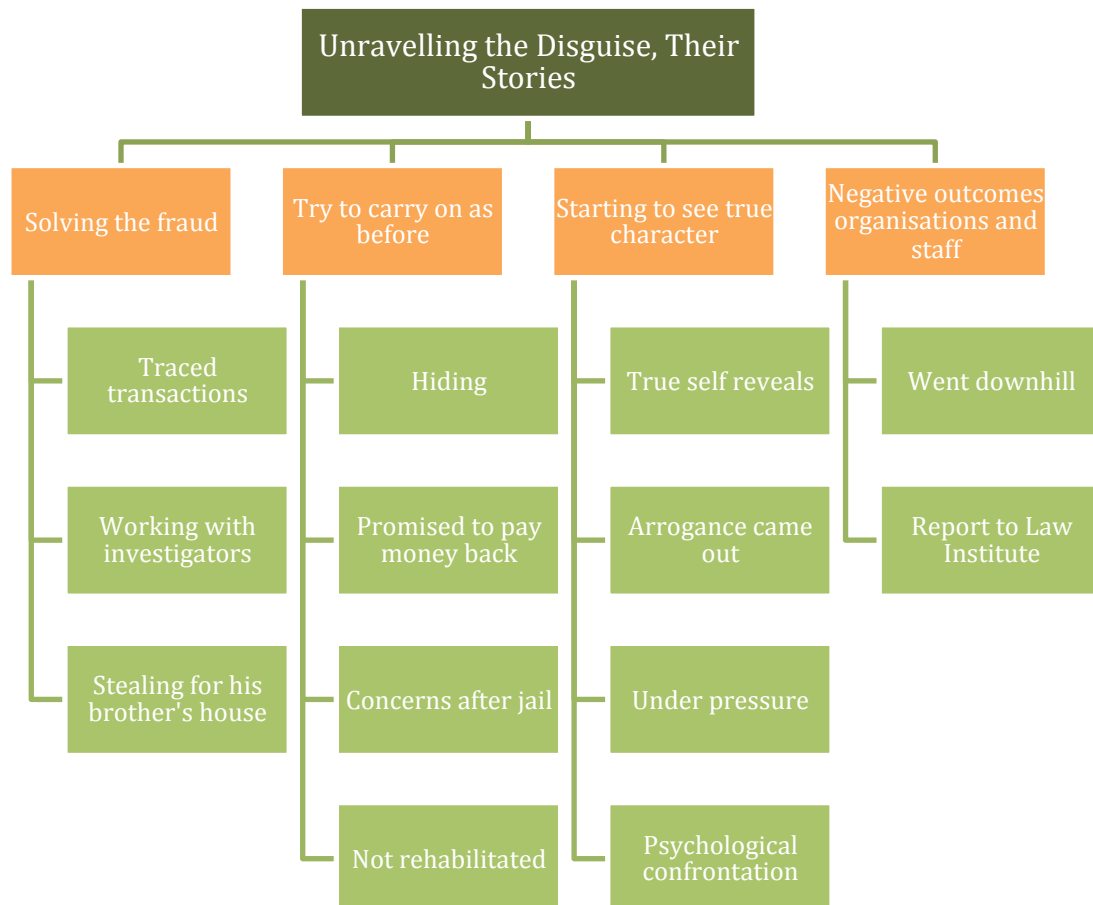 Unravelling the Disguise, Their
Stories
Solving the fraud
Try to carry on as
before
Starting to see true
character
Negative outcomes
organisations and
staff
Traced
transactions
Working with
investigators
Stealing for his
brother's house
Hiding
Promised to pay
money back
Concerns after jail
Not rehabilitated
True self reveals
Arrogance came
out
Under pressure
Psychological
confrontation
Went downhill
Report to Law
Institute